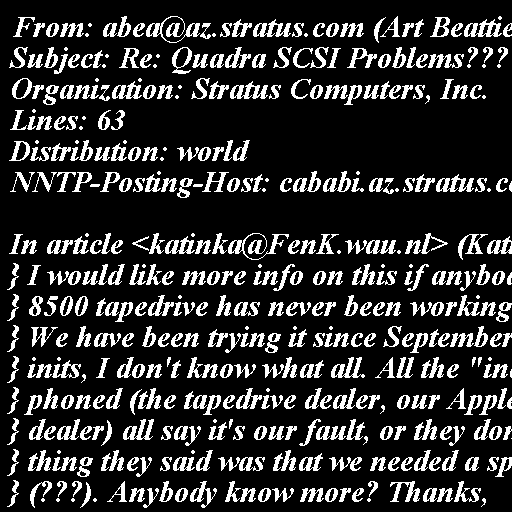 From: abea@az.stratus.com (Art Beattie
Subject: Re: Quadra SCSI Problems???
Organization: Stratus Computers, Inc.
Lines: 63
Distribution: world
NNTP-Posting-Host: cababi.az.stratus.c
In article <katinka@FenK.wau.nl> (Kati
} I would like more info on this if anybod
} 8500 tapedrive has never been working
} We have been trying it since September
} inits, I don't know what all. All the "in
} phoned (the tapedrive dealer, our Apple
} dealer) all say it's our fault, or they don
} thing they said was that we needed a sp
} (???). Anybody know more? Thanks,